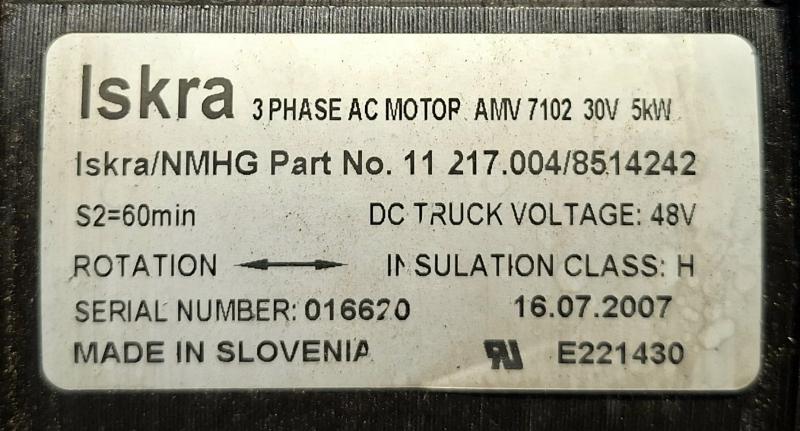 Iskra 3 PHASE AC MOTOR AMV 7102 30V 5kW
Iskra/NMHG Part No. 11 217.004/8514242
S2=60min DC TRUCK VOLTAGE: 48V
ROTATION ◄──► INSULATION CLASS: H
SERIAL NUMBER: 016620 16.07.2007
MADE IN SLOVENIA RU E221430